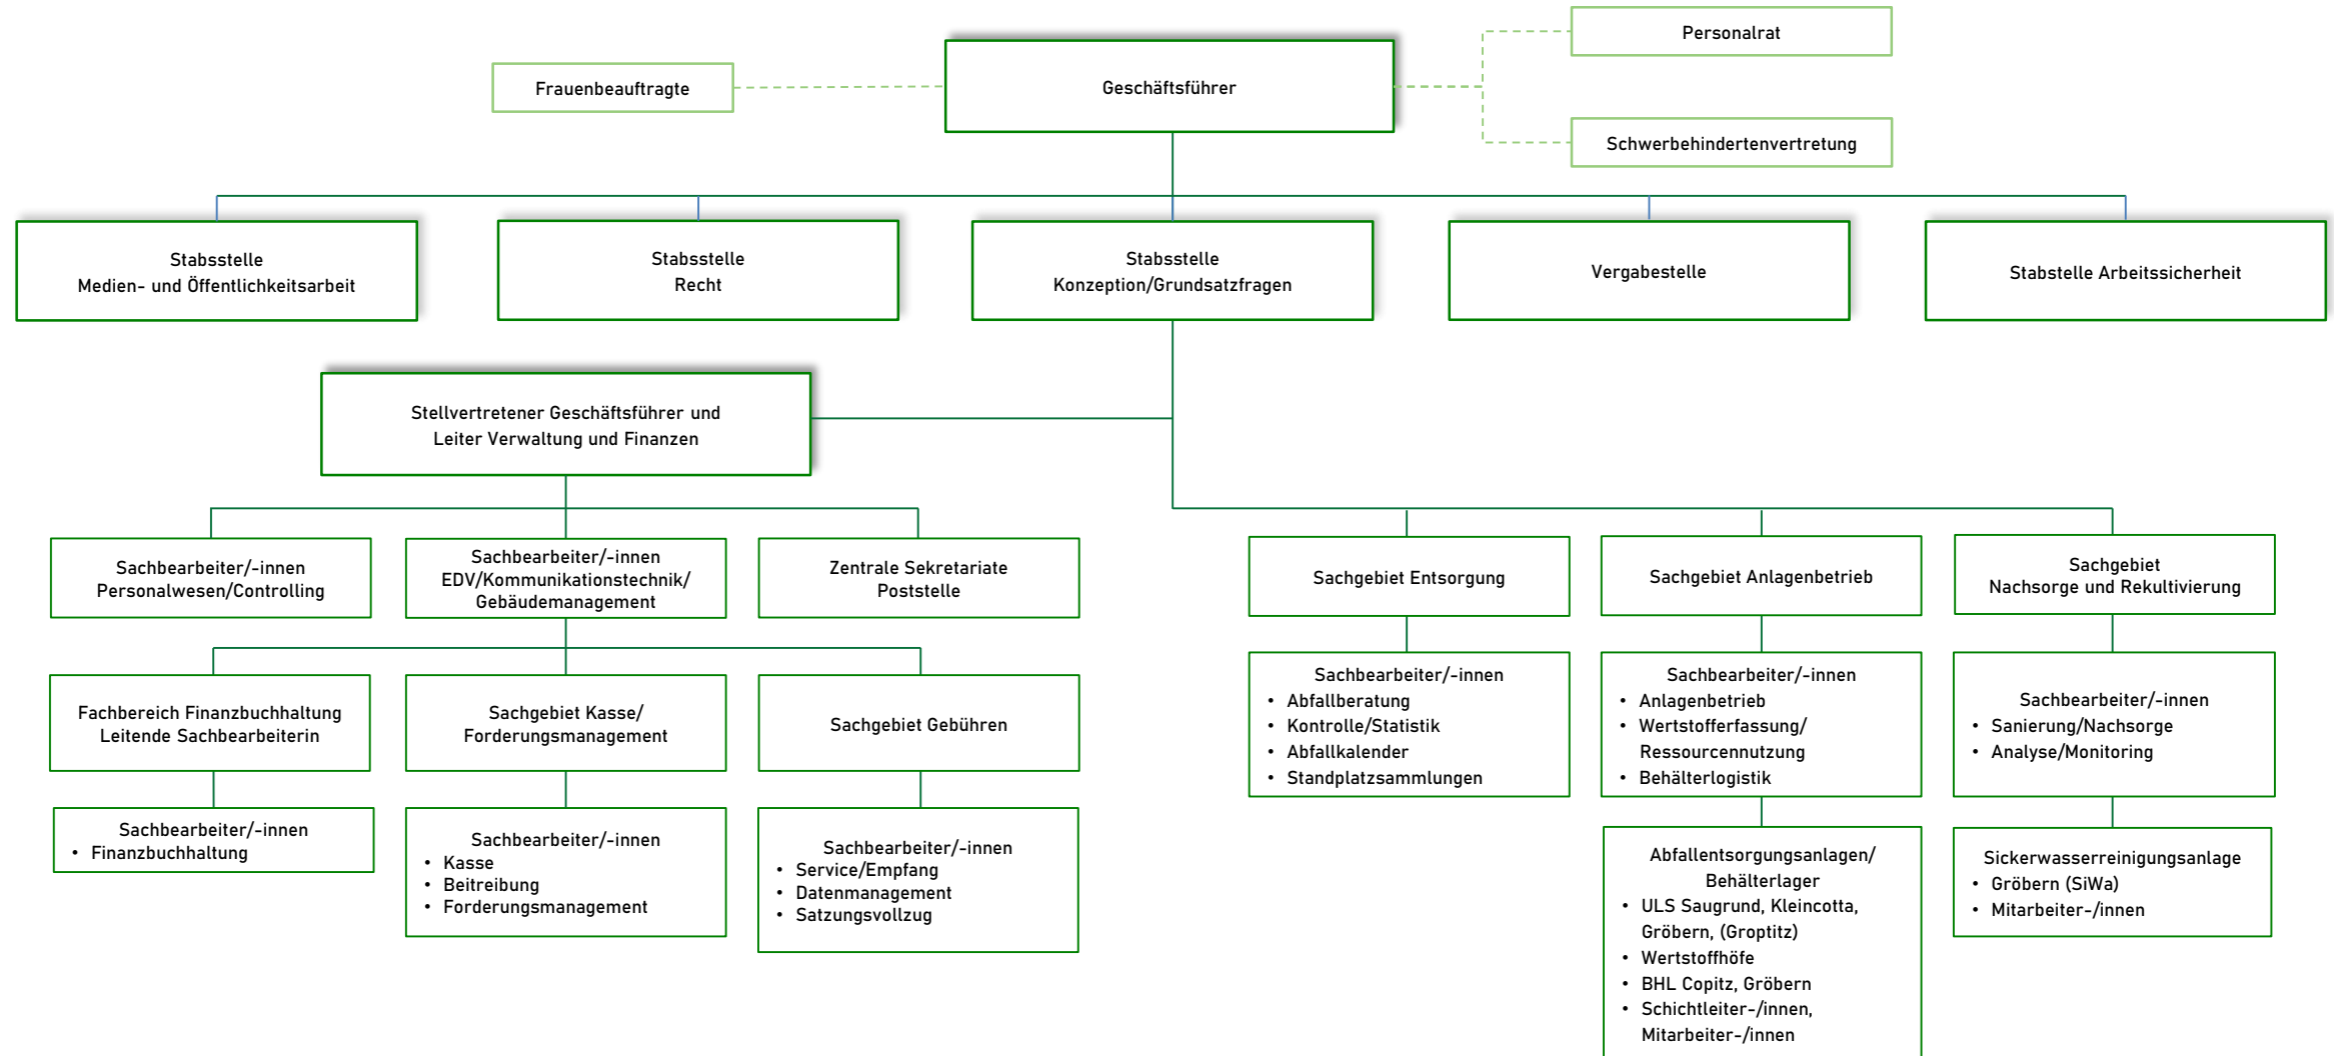 Personalrat
Frauenbeauftragte
Geschäftsführer
Schwerbehindertenvertretung
Stabsstelle
Medien- und Öffentlichkeitsarbeit
Stabsstelle
Recht
Stabsstelle
Konzeption/Grundsatzfragen
Vergabestelle
Stabstelle Arbeitssicherheit
Stellvertretener Geschäftsführer und
Leiter Verwaltung und Finanzen
Sachbearbeiter/-innen
Personalwesen/Controlling
Sachbearbeiter/-innen
EDV/Kommunikationstechnik/
Gebäudemanagement
Zentrale Sekretariate
Poststelle
Sachgebiet Entsorgung
Sachgebiet Anlagenbetrieb
Sachgebiet
Nachsorge und Rekultivierung
Fachbereich Finanzbuchhaltung
Leitende Sachbearbeiterin
Sachgebiet Kasse/
Forderungsmanagement
Sachgebiet Gebühren
Sachbearbeiter/-innen
• Abfallberatung
• Kontrolle/Statistik
• Abfallkalender
• Standplatzsammlungen
Sachbearbeiter/-innen
• Anlagenbetrieb
• Wertstofferfassung/
Ressourcennutzung
• Behälterlogistik
Sachbearbeiter/-innen
• Sanierung/Nachsorge
• Analyse/Monitoring
Sachbearbeiter/-innen
• Finanzbuchhaltung
Sachbearbeiter/-innen
• Kasse
• Beitreibung
• Forderungsmanagement
Sachbearbeiter/-innen
• Service/Empfang
• Datenmanagement
• Satzungsvollzug
Abfallentsorgungsanlagen/
Behälterlager
• ULS Saugrund, Kleincotta,
Gröbern, (Groptitz)
• Wertstoffhöfe
• BHL Copitz, Gröbern
• Schichtleiter-/innen,
Mitarbeiter-/innen
Sickerwasserreinigungsanlage
• Gröbern (SiWa)
• Mitarbeiter-/innen